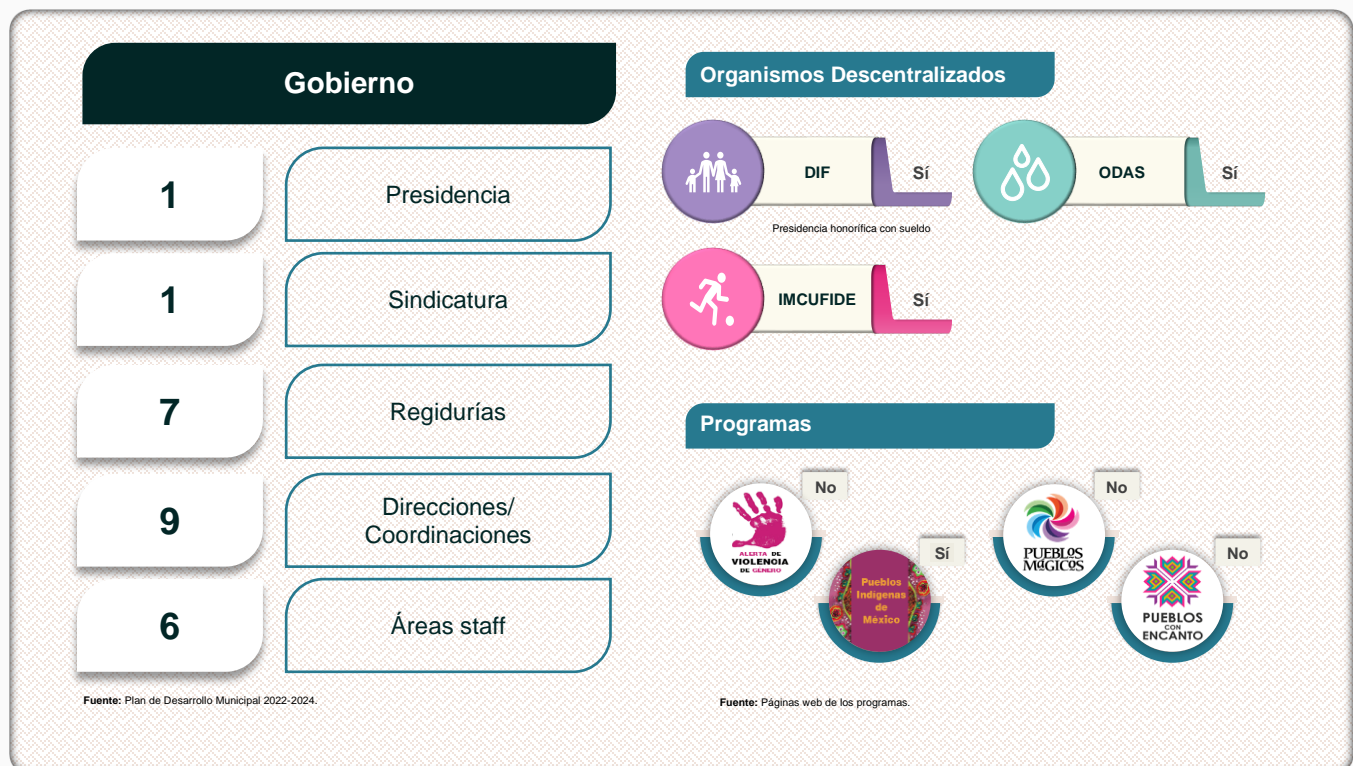 Gobierno
1
Presidencia
1
Sindicatura
7
Regidurías
9
Direcciones/
Coordinaciones
6
Áreas staff
Fuente: Plan de Desarrollo Municipal 2022-2024.
Organismos Descentralizados
DIF
Sí
Presidencia honorífica con sueldo
ODAS
Sí
IMCUFIDE
Sí
Programas
No
ALERTA DE
VIOLENCIA
DE GÉNERO
Sí
Pueblos
Indígenas
de
México
No
PUEBLOS
MáGICOS
No
PUEBLOS
CON
ENCANTO
Fuente: Páginas web de los programas.